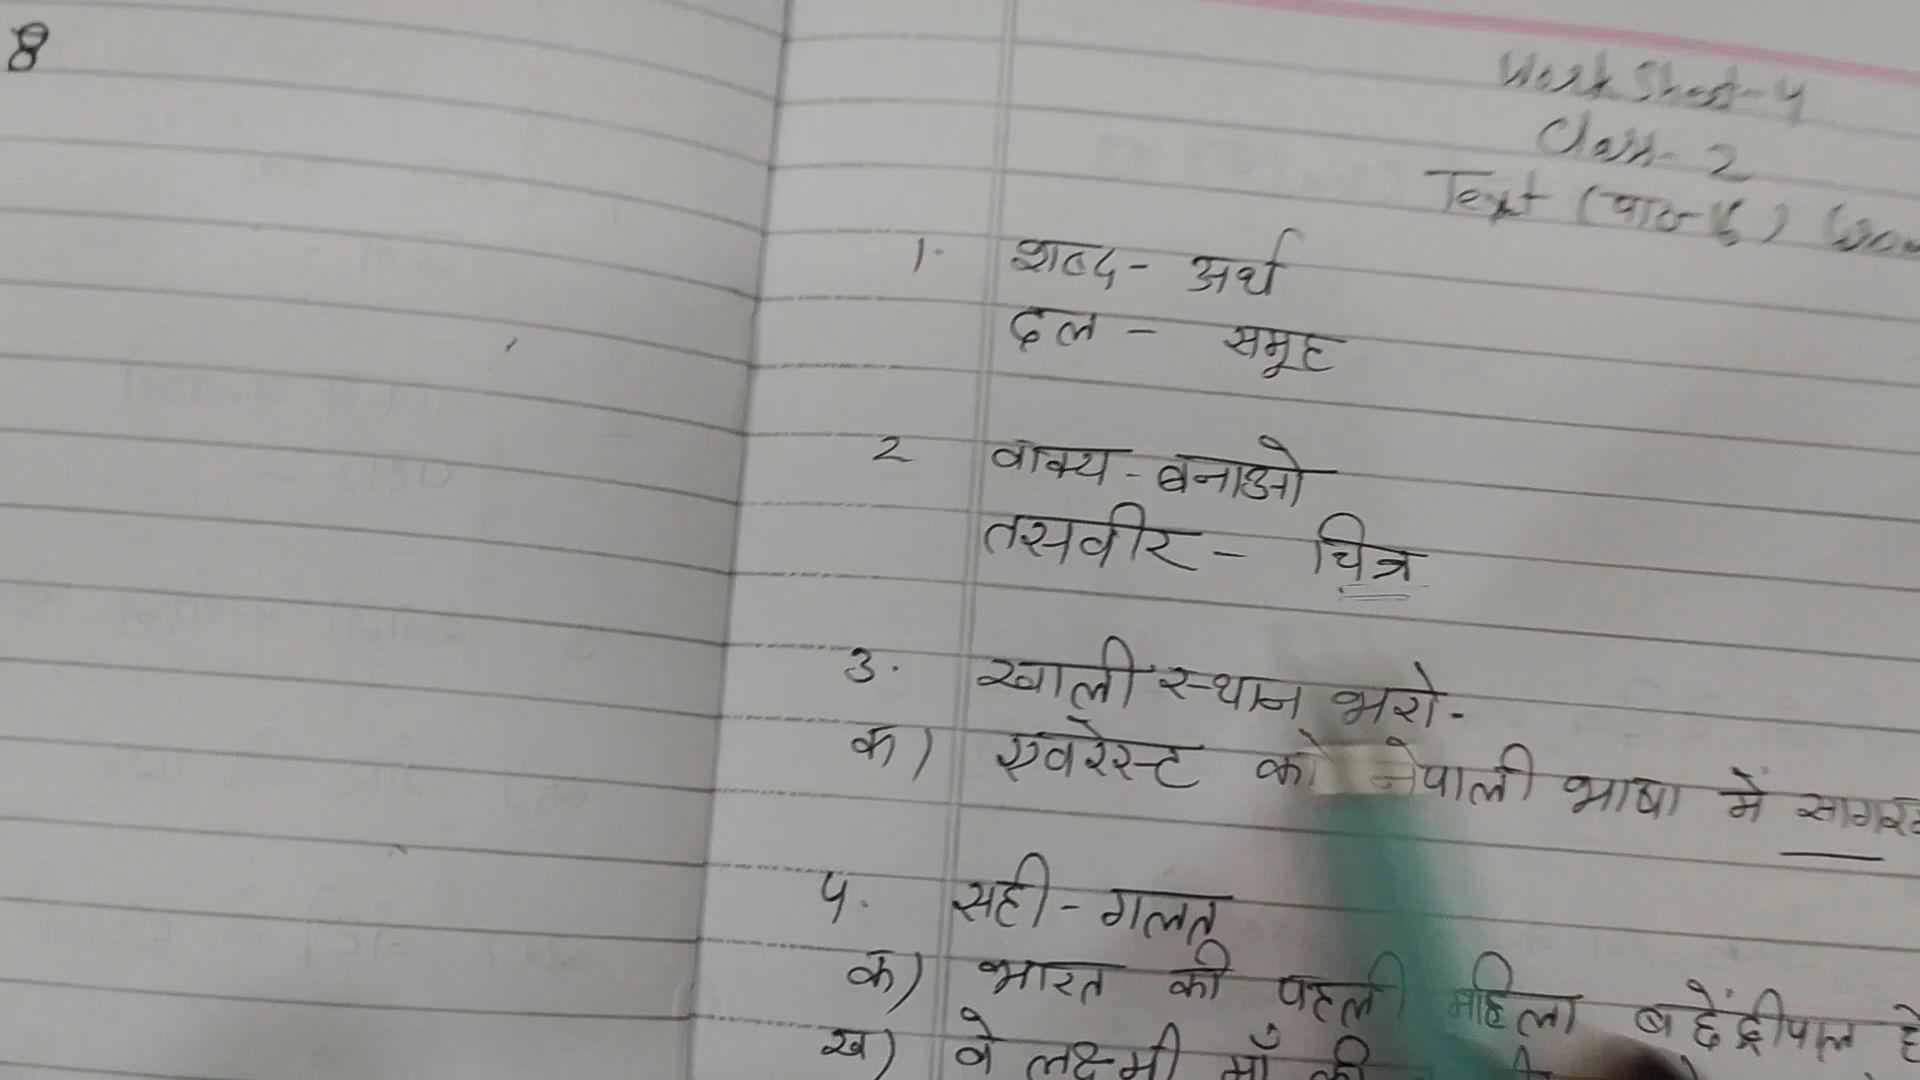 8
Work Sheet-4
Class-2
Text (पाठ-16)
1. शब्द- अर्थ
दल - समूह
2 वाक्य-बनाओ
तसवीर - चित्र
3. खाली स्थान भरो-
क) एवरेस्ट को नेपाली भाषा में
4. सही-गलत
क) भारत की पहली महिला बछेंद्रीपाल
ख) वे लक्ष्मी माँ की